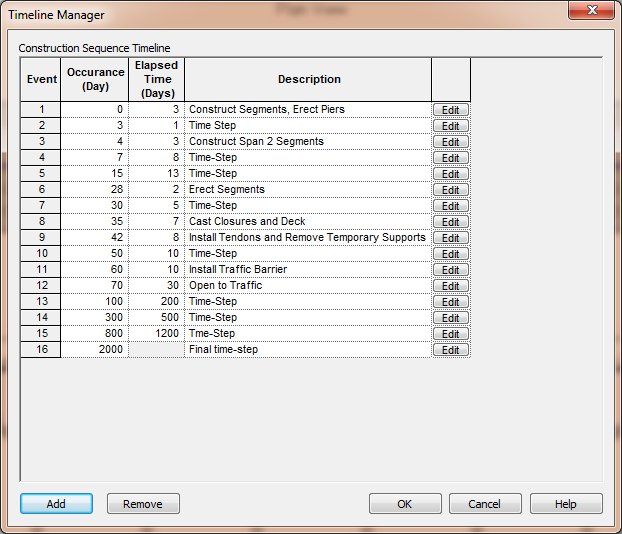 Timeline Manager
Construction Sequence Timeline
Event Occurance (Day) Elapsed Time (Days) Description
1 0 3 Construct Segments, Erect Piers Edit
2 3 1 Time Step Edit
3 4 3 Construct Span 2 Segments Edit
4 7 8 Time-Step Edit
5 15 13 Time-Step Edit
6 28 2 Erect Segments Edit
7 30 5 Time-Step Edit
8 35 7 Cast Closures and Deck Edit
9 42 8 Install Tendons and Remove Temporary Supports Edit
10 50 10 Time-Step Edit
11 60 10 Install Traffic Barrier Edit
12 70 30 Open to Traffic Edit
13 100 200 Time-Step Edit
14 300 500 Time-Step Edit
15 800 1200 Tme-Step Edit
16 2000 Final time-step Edit
Add Remove OK Cancel Help